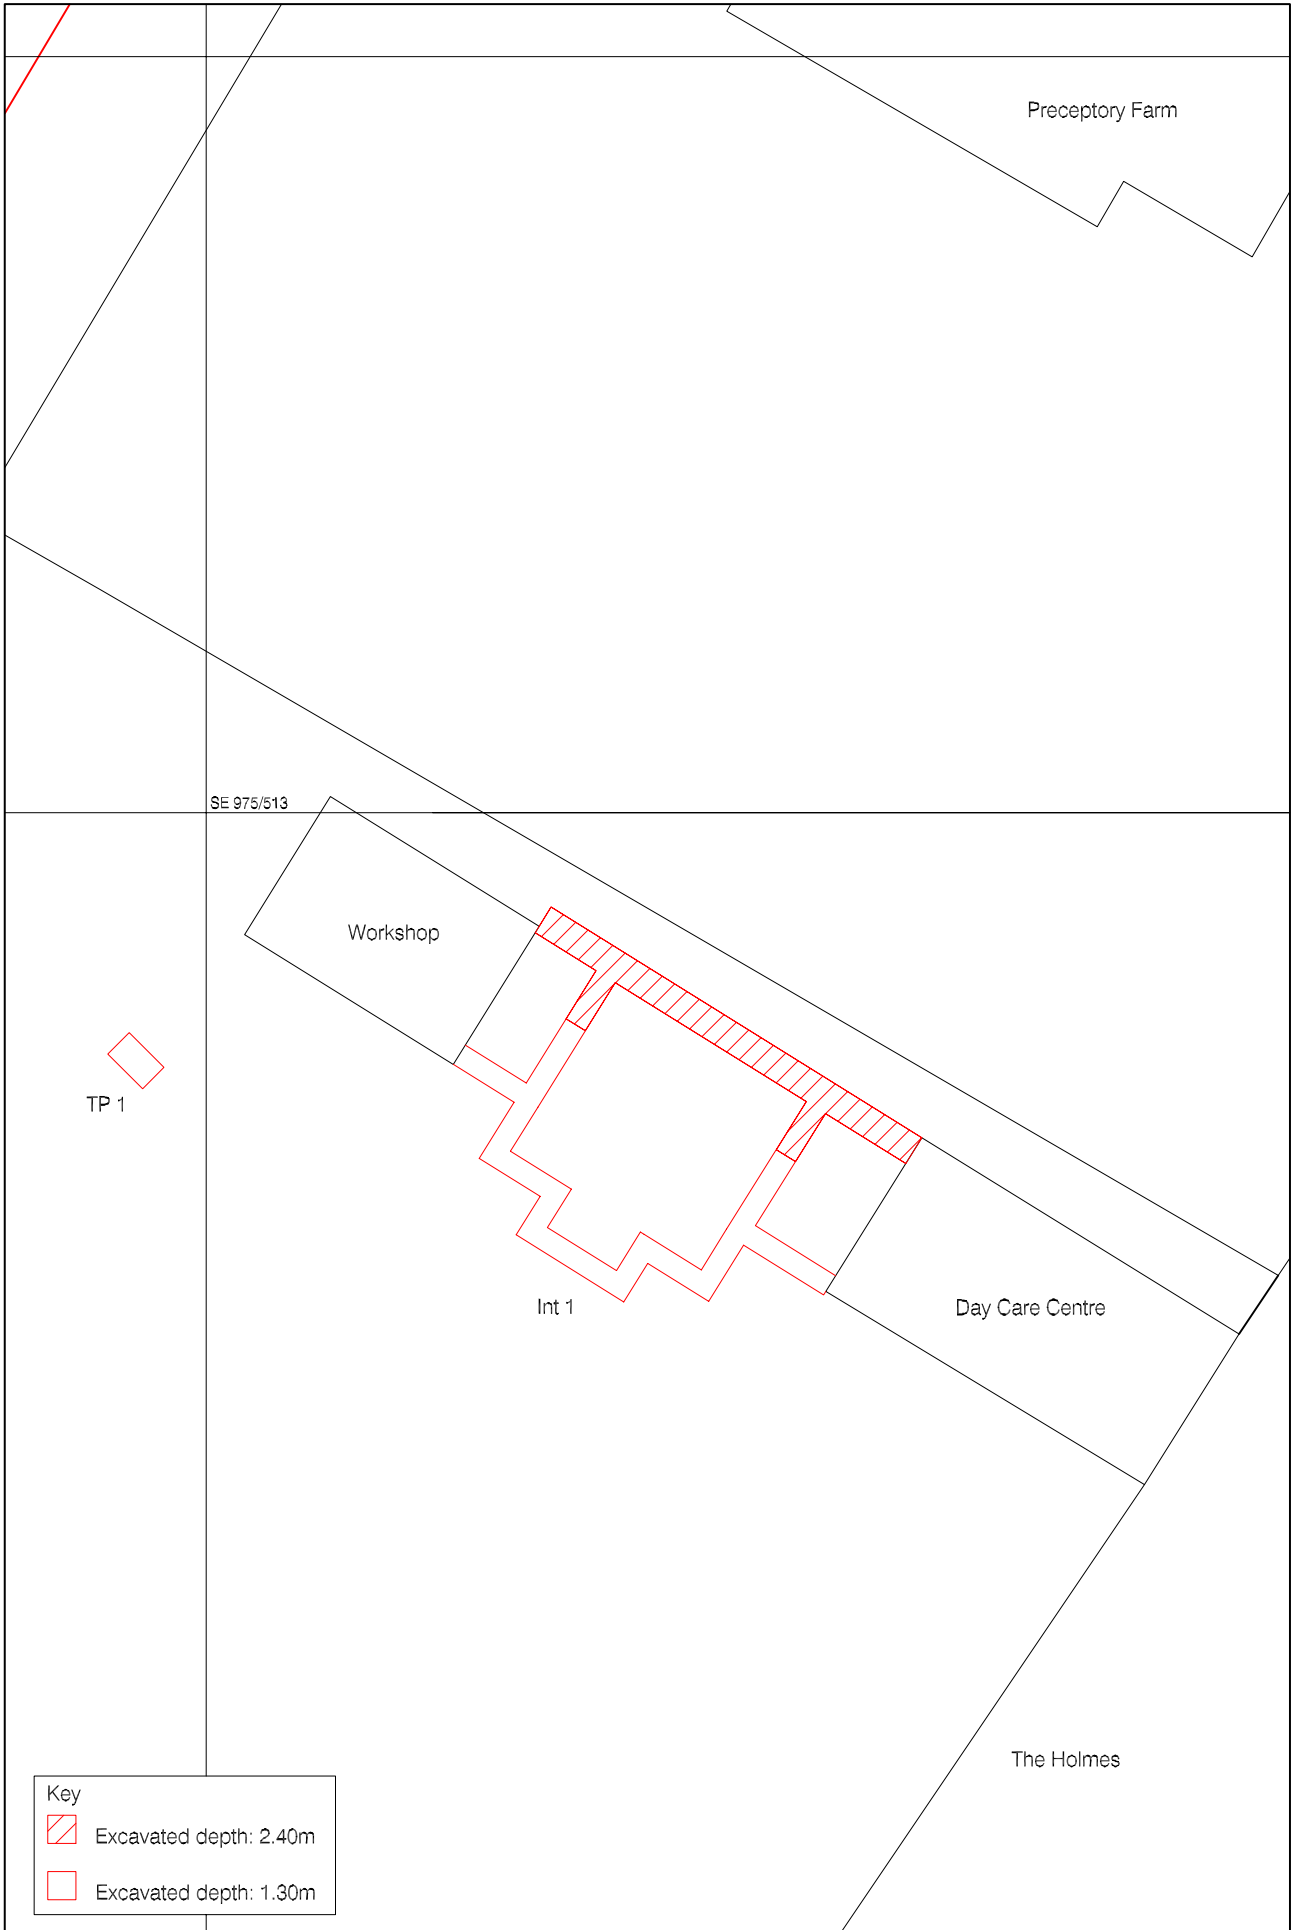 Preceptory Farm
SE 975/513
Workshop
TP 1
Int 1
Day Care Centre
The Holmes
Key
Excavated depth: 2.40m
Excavated depth: 1.30m